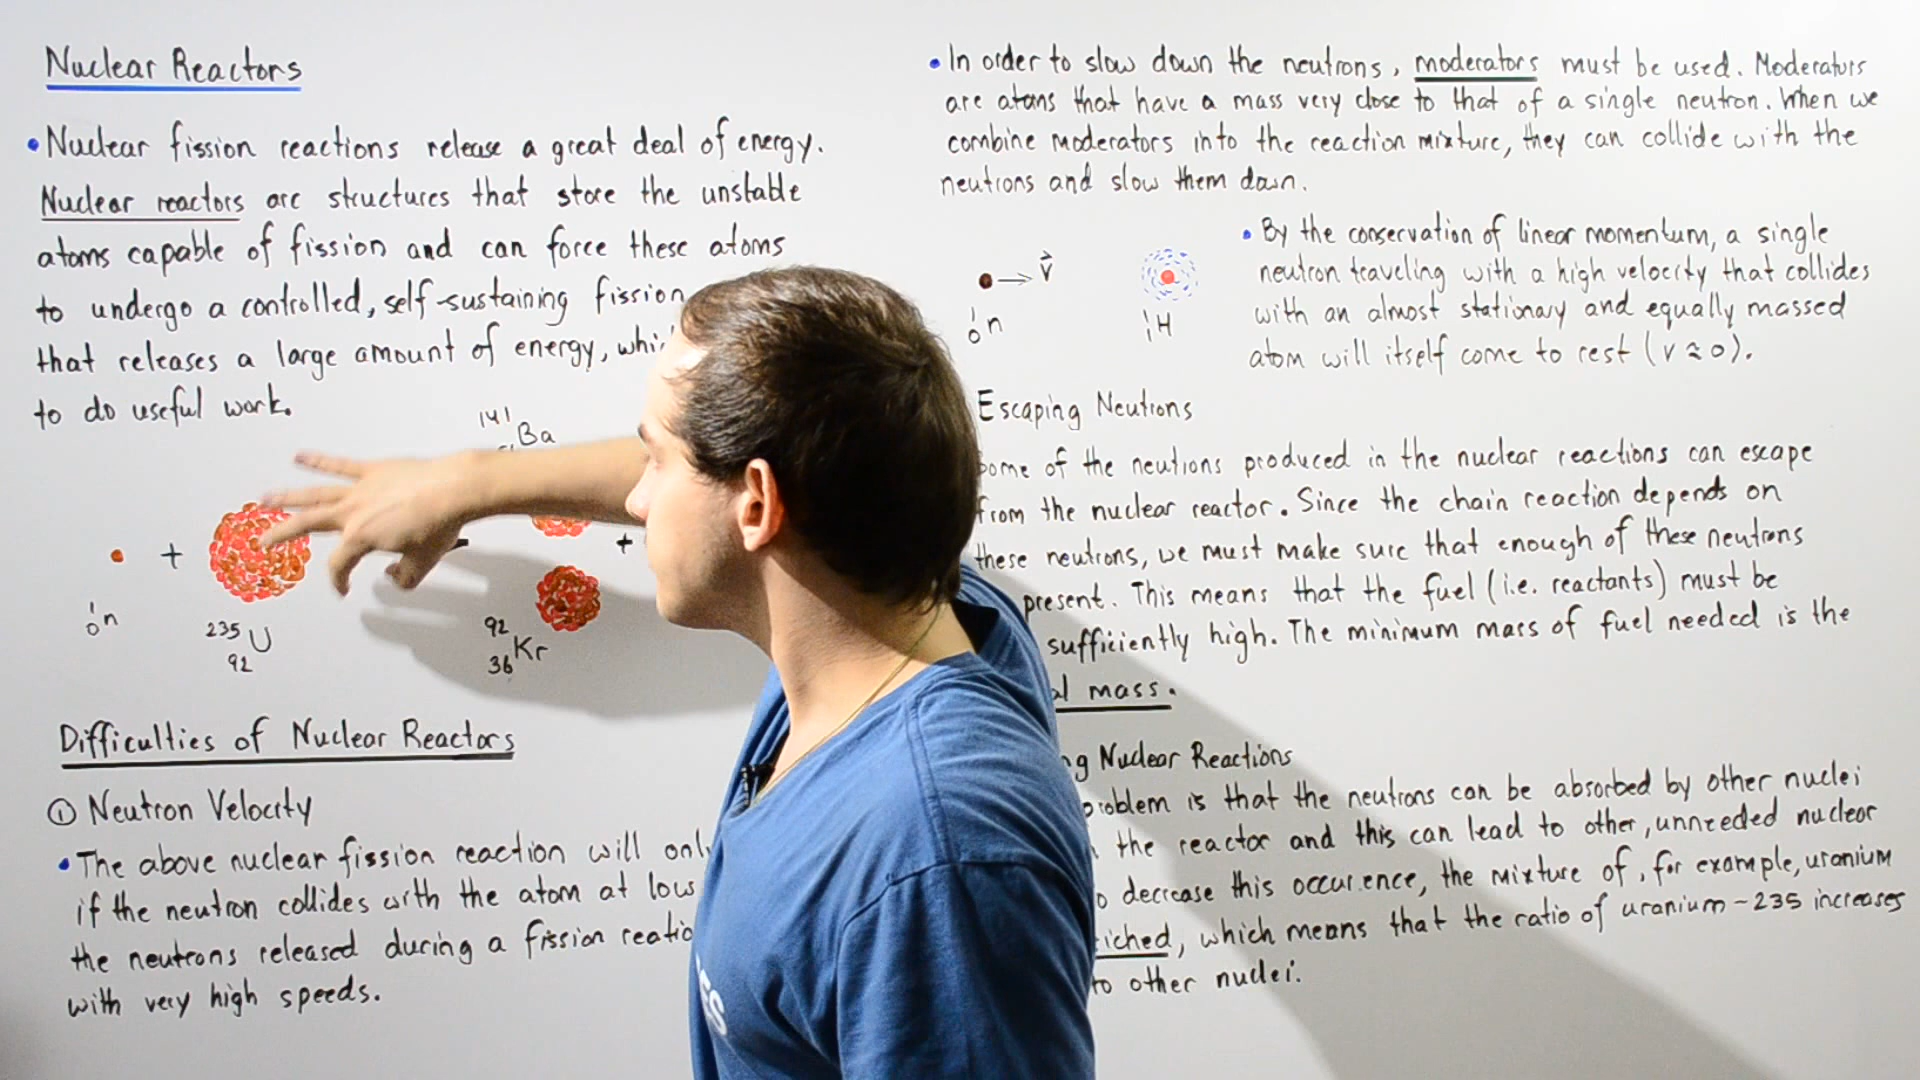 Nuclear Reactors
• Nuclear fission reactions release a great deal of energy.
Nuclear reactors are structures that store the unstable
atoms capable of fission and can force these atoms
to undergo a controlled, self-sustaining fission
that releases a large amount of energy,
to do useful work.
141
Ba
+
+
1
0 n
235
92 U
92
36 Kr
Difficulties of Nuclear Reactors
① Neutron Velocity
• The above nuclear fission reaction will
if the neutron collides with the atom at low
the neutrons released during a fission
with very high speeds.
• In order to slow down the neutrons, moderators must be used. Moderators
are atoms that have a mass very close to that of a single neutron. When we
combine moderators into the reaction mixture, they can collide with the
neutrons and slow them down.
v
1
0 n
1
1 H
• By the conservation of linear momentum, a single
neutron traveling with a high velocity that collides
with an almost stationary and equally massed
atom will itself come to rest (v≈0).
Escaping Neutrons
Some of the neutrons produced in the nuclear reactions can escape
from the nuclear reactor. Since the chain reaction depends on
these neutrons, we must make sure that enough of these neutrons
present. This means that the fuel (i.e. reactants) must be
sufficiently high. The minimum mass of fuel needed is the
mass.
Nuclear Reactions
problem is that the neutrons can be absorbed by other nuclei
the reactor and this can lead to other, unneeded nuclear
decrease this occurence, the mixture of, for example, uranium
which means that the ratio of uranium-235 increases
to other nuclei.